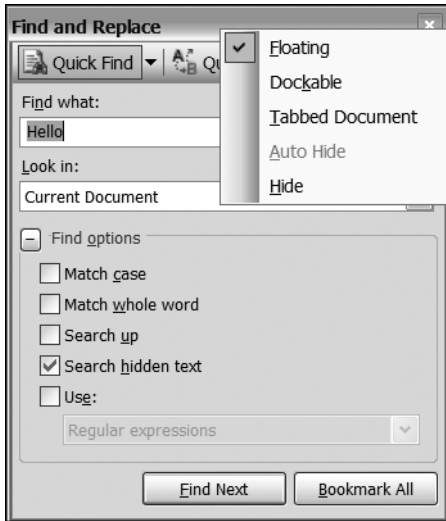 Find and Replace
Quick Find
Find what:
Hello
Look in:
Current Document
Floating
Dockable
Tabbed Document
Auto Hide
Hide
Find options
Match case
Match whole word
Search up
Search hidden text
Use:
Regular expressions
Find Next
Bookmark All